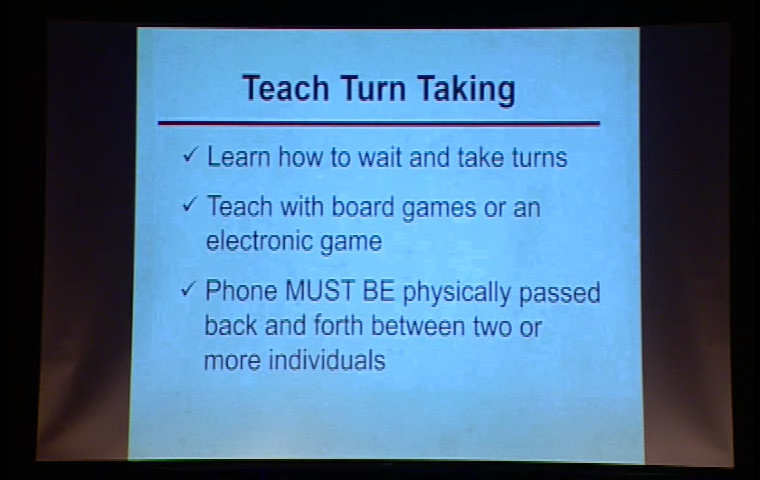 Teach Turn Taking
✓ Learn how to wait and take turns
✓ Teach with board games or an
electronic game
✓ Phone MUST BE physically passed
back and forth between two or
more individuals